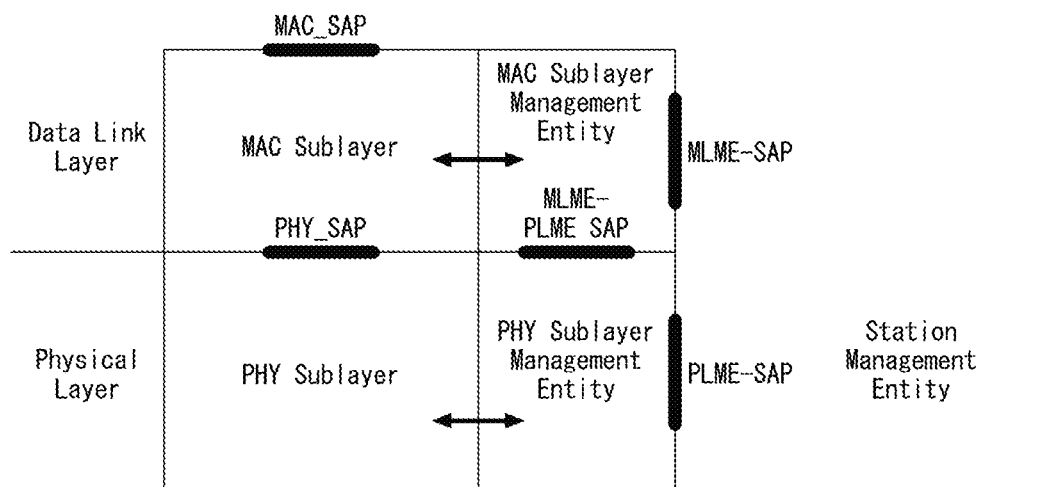 MAC_SAP
MAC Sublayer
Management
Entity
Data Link
Layer
MAC Sublayer
MLME-SAP
MLME-
PLME SAP
PHY_SAP
PHY Sublayer
Management
Entity
Physical
Layer
PHY Sublayer
PLME-SAP
Station
Management
Entity